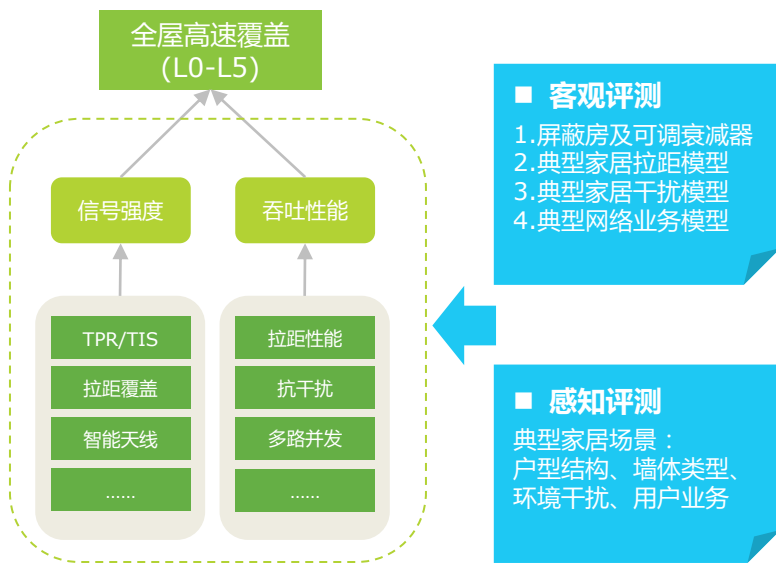 全屋高速覆盖
(L0-L5)
信号强度
吞吐性能
TPR/TIS
拉距覆盖
智能天线
……
拉距性能
抗干扰
多路并发
……
■ 客观评测
1.屏蔽房及可调衰减器
2.典型家居拉距模型
3.典型家居干扰模型
4.典型网络业务模型
■ 感知评测
典型家居场景：
户型结构、墙体类型、
环境干扰、用户业务